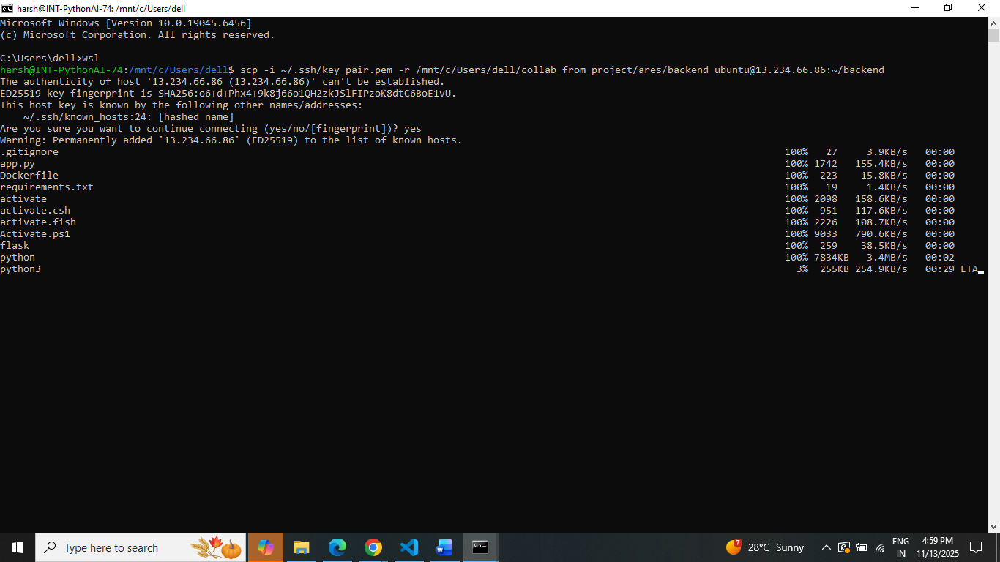 harsh@INT-PythonAI-74: /mnt/c/Users/dell
Microsoft Windows [Version 10.0.19045.6456]
(c) Microsoft Corporation. All rights reserved.
C:\Users\dell>wsl
harsh@INT-PythonAI-74:/mnt/c/Users/dell$ scp -i ~/.ssh/key_pair.pem -r /mnt/c/Users/dell/collab_from_project/ares/backend ubuntu@13.234.66.86:~/backend
The authenticity of host '13.234.66.86 (13.234.66.86)' can't be established.
ED25519 key fingerprint is SHA256:o6+d+Phx4+9k8j66o1QH2zkJSlFIPzoK8dtC6BoE1vU.
This host key is known by the following other names/addresses:
    ~/.ssh/known_hosts:24: [hashed name]
Are you sure you want to continue connecting (yes/no/[fingerprint])? yes
Warning: Permanently added '13.234.66.86' (ED25519) to the list of known hosts.
.gitignore 100% 27 3.9KB/s 00:00
app.py 100% 1742 155.4KB/s 00:00
Dockerfile 100% 223 15.8KB/s 00:00
requirements.txt 100% 19 1.4KB/s 00:00
activate 100% 2098 158.6KB/s 00:00
activate.csh 100% 951 117.6KB/s 00:00
activate.fish 100% 2226 108.7KB/s 00:00
Activate.ps1 100% 9033 790.6KB/s 00:00
flask 100% 259 38.5KB/s 00:00
python 100% 7834KB 3.4MB/s 00:02
python3 3% 255KB 254.9KB/s 00:29 ETA
Type here to search
7
28°C Sunny
ENG
IN
4:59 PM
11/13/2025